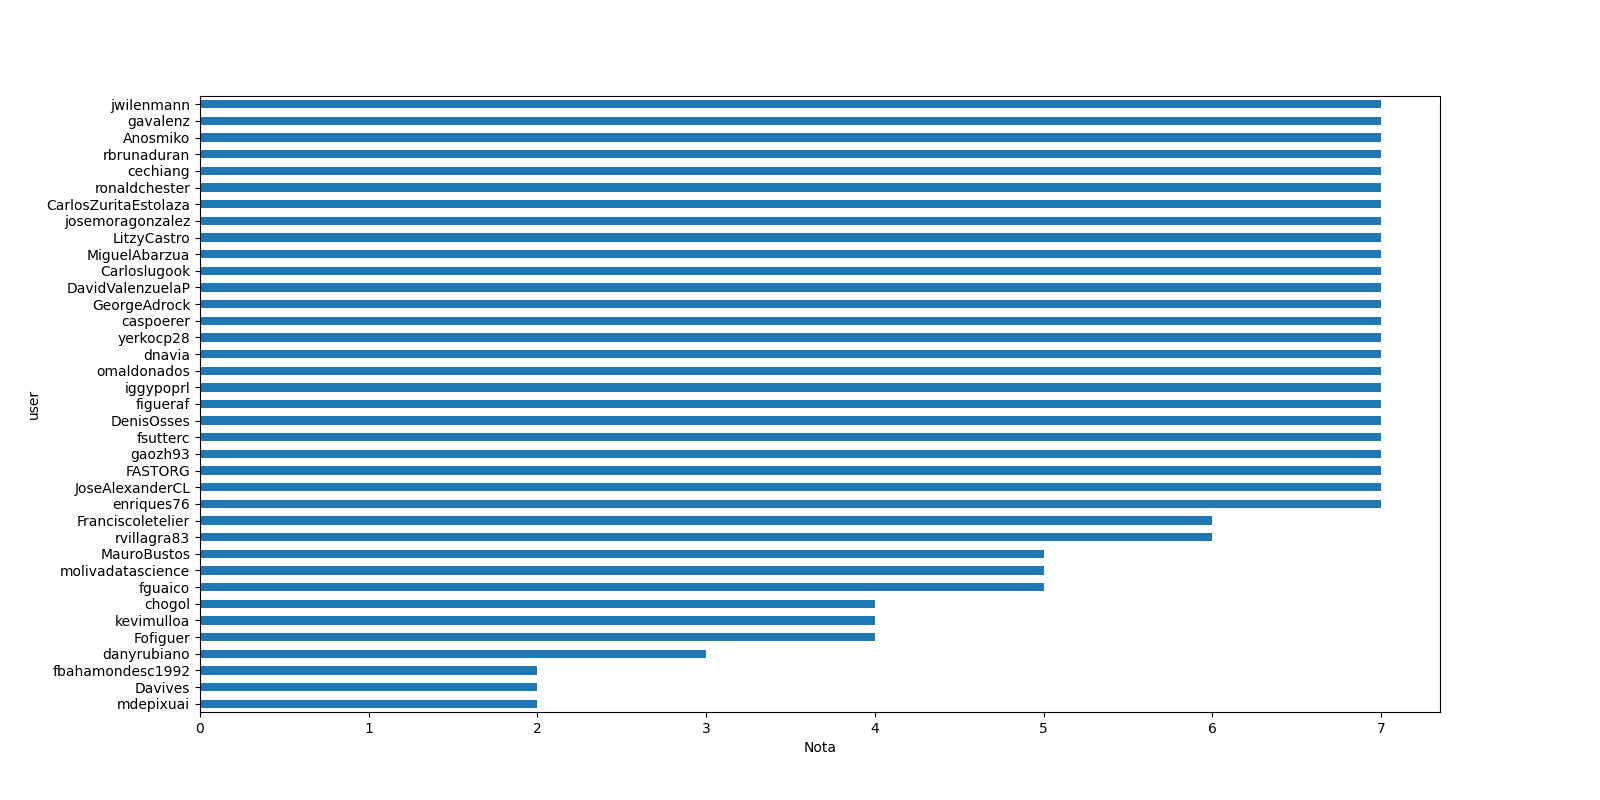 jwilenmann
gavalenz
Anosmiko
rbrunaduran
cechiang
ronaldchester
CarlosZuritaEstolaza
josemoragonzalez
LitzyCastro
MiguelAbarzua
Carloslugook
DavidValenzuelaP
GeorgeAdrock
caspoerer
yerkocp28
dnavia
omaldonados
iggypoprl
figueraf
DenisOsses
fsutterc
gaozh93
FASTORG
JoseAlexanderCL
enriques76
Franciscoletelier
rvillagra83
MauroBustos
molivadatascience
fguaico
chogol
kevimulloa
Fofiguer
danyrubiano
fbahamondesc1992
Davives
mdepixuai
user
0 1 2 3 4 5 6 7
Nota